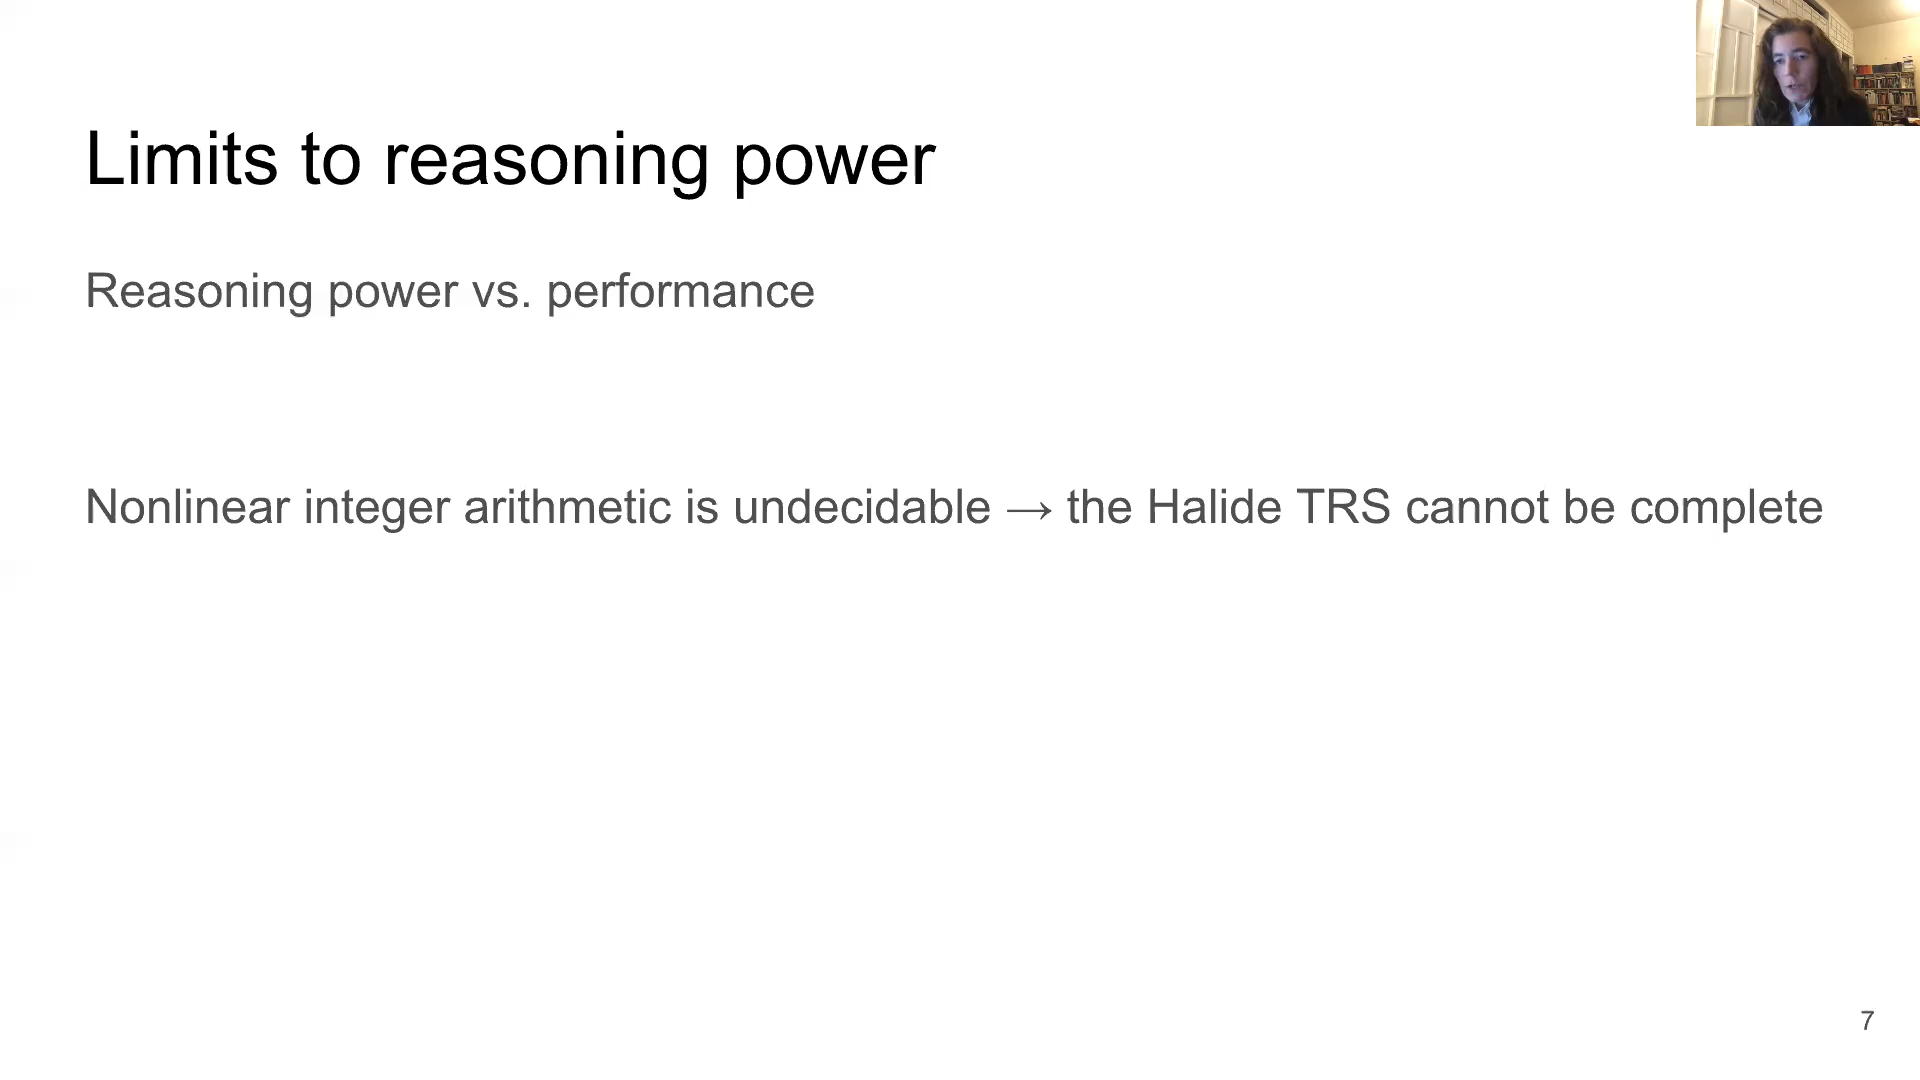 Limits to reasoning power
Reasoning power vs. performance
Nonlinear integer arithmetic is undecidable → the Halide TRS cannot be complete
7